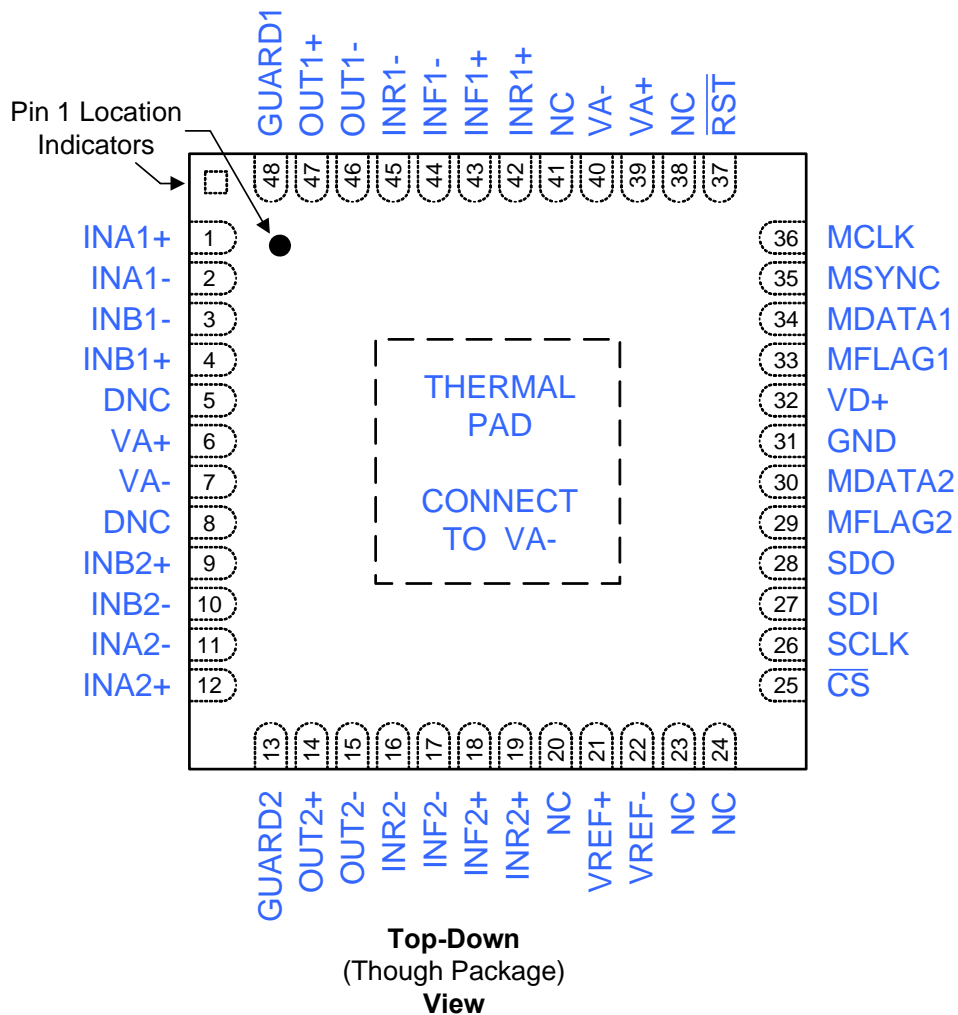 GUARD1
OUT1+
OUT1-
INR1-
INF1-
INF1+
INR1+
NC
VA-
VA+
NC
RST
Pin 1 Location
Indicators
48
47
46
45
44
43
42
41
40
39
38
37
INA1+ 1
INA1- 2
INB1- 3
INB1+ 4
DNC 5
VA+ 6
VA- 7
DNC 8
INB2+ 9
INB2- 10
INA2- 11
INA2+ 12
THERMAL
PAD
CONNECT
TO VA-
36 MCLK
35 MSYNC
34 MDATA1
33 MFLAG1
32 VD+
31 GND
30 MDATA2
29 MFLAG2
28 SDO
27 SDI
26 SCLK
25 CS
13
14
15
16
17
18
19
20
21
22
23
24
GUARD2
OUT2+
OUT2-
INR2-
INF2-
INF2+
INR2+
NC
VREF+
VREF-
NC
NC
Top-Down
(Though Package)
View